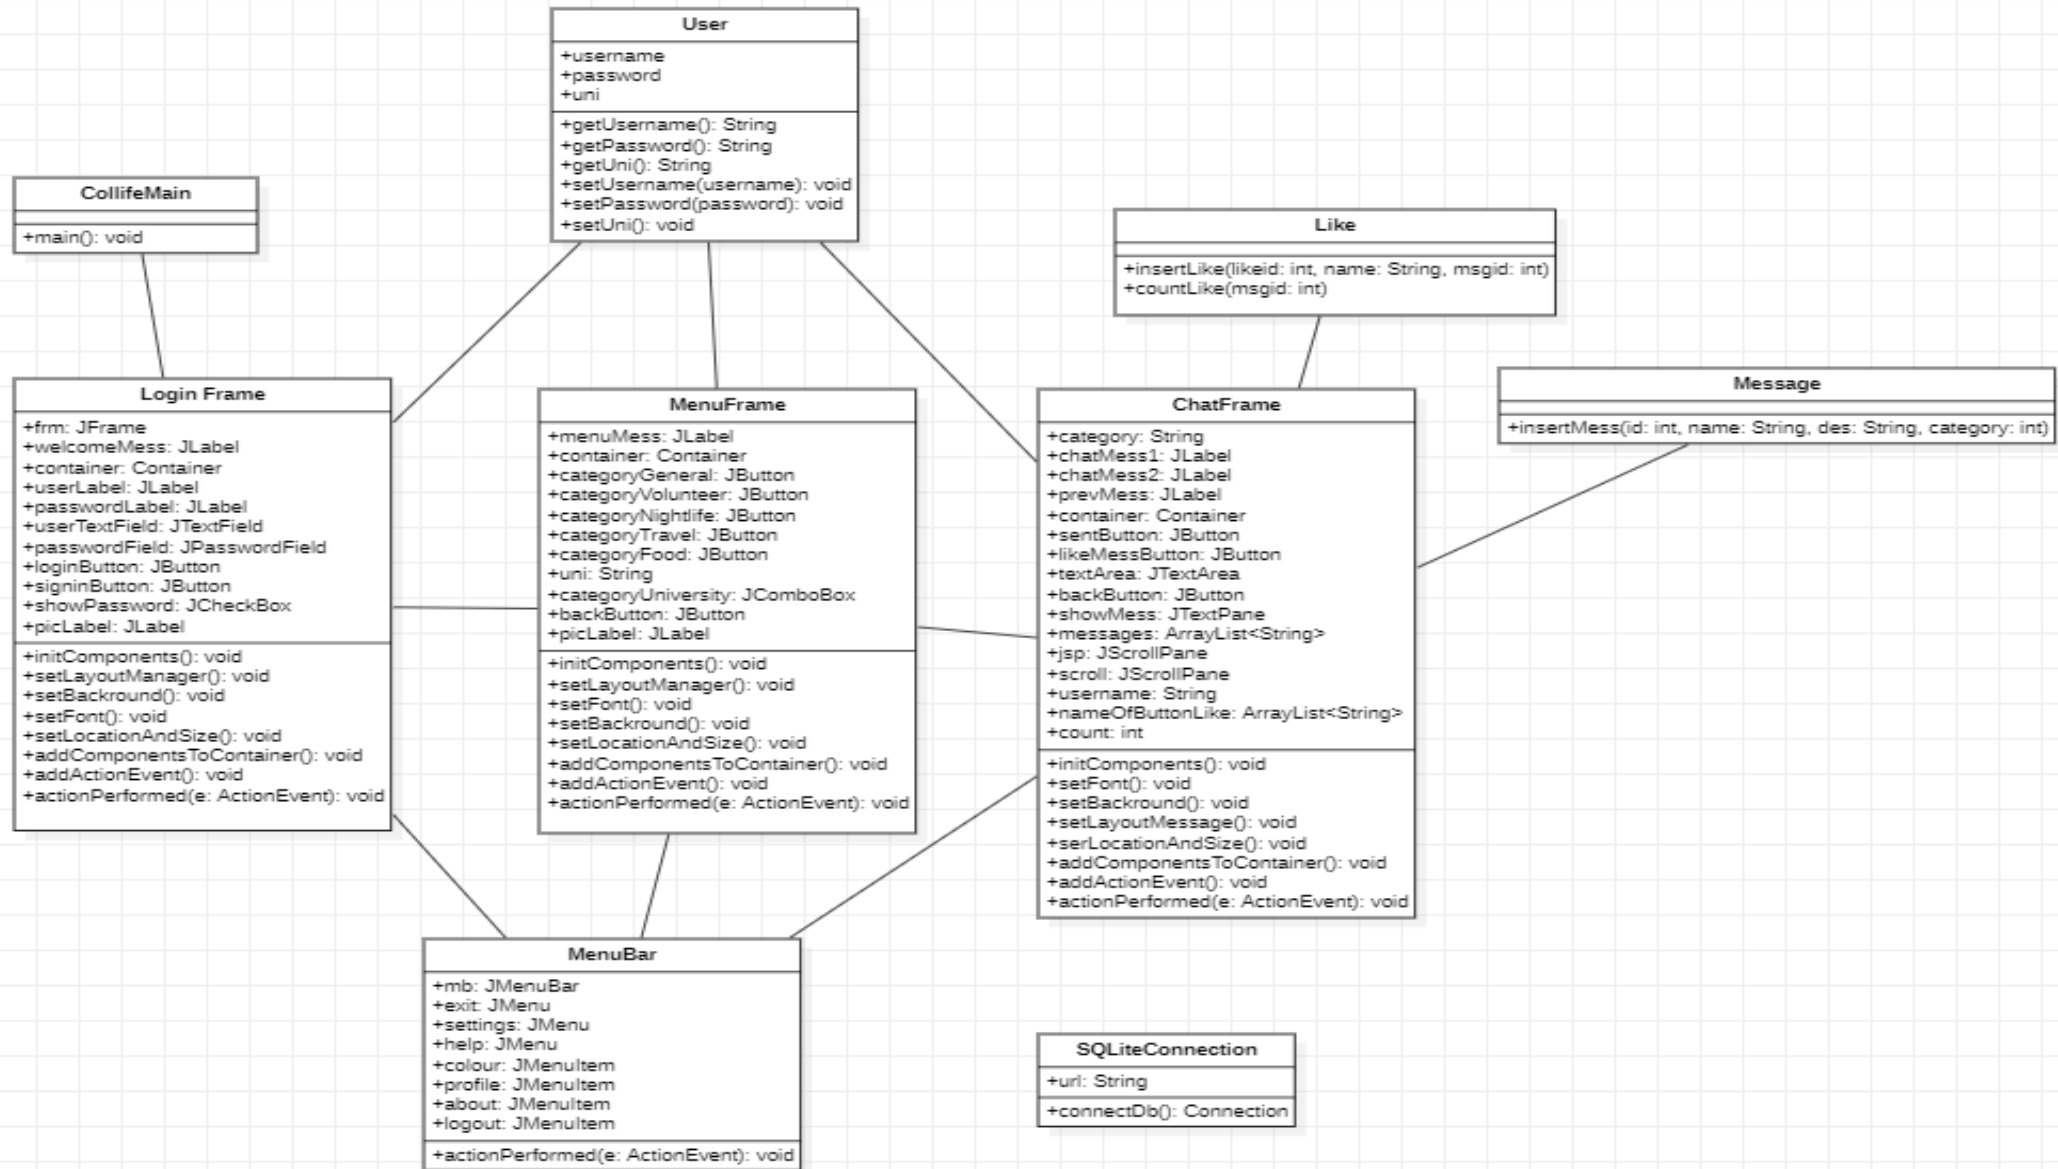 User
+username
+password
+uni
+getUsername(): String
+getPassword(): String
+getUni(): String
+setUsername(username): void
+setPassword(password): void
+setUni(): void
CollifeMain
+main(): void
Like
+insertLike(likeid: int, name: String, msgid: int)
+countLike(msgid: int)
Message
+insertMess(id: int, name: String, des: String, category: int)
Login Frame
+frm: JFrame
+welcomeMess: JLabel
+container: Container
+userLabel: JLabel
+passwordLabel: JLabel
+userTextField: JTextField
+passwordField: JPasswordField
+loginButton: JButton
+signinButton: JButton
+showPassword: JCheckBox
+picLabel: JLabel
+initComponents(): void
+setLayoutManager(): void
+setBackround(): void
+setFont(): void
+setLocationAndSize(): void
+addComponentsToContainer(): void
+addActionEvent(): void
+actionPerformed(e: ActionEvent): void
MenuFrame
+menuMess: JLabel
+container: Container
+categoryGeneral: JButton
+categoryVolunteer: JButton
+categoryNightlife: JButton
+categoryTravel: JButton
+categoryFood: JButton
+uni: String
+categoryUniversity: JComboBox
+backButton: JButton
+picLabel: JLabel
+initComponents(): void
+setLayoutManager(): void
+setFont(): void
+setBackround(): void
+setLocationAndSize(): void
+addComponentsToContainer(): void
+addActionEvent(): void
+actionPerformed(e: ActionEvent): void
ChatFrame
+category: String
+chatMess1: JLabel
+chatMess2: JLabel
+prevMess: JLabel
+container: Container
+sentButton: JButton
+likeMessButton: JButton
+textArea: JTextArea
+backButton: JButton
+showMess: JTextPane
+messages: ArrayList<String>
+jsp: JScrollPane
+scroll: JScrollPane
+username: String
+nameOfButtonLike: ArrayList<String>
+count: int
+initComponents(): void
+setFont(): void
+setBackround(): void
+setLayoutMessage(): void
+serLocationAndSize(): void
+addComponentsToContainer(): void
+addActionEvent(): void
+actionPerformed(e: ActionEvent): void
MenuBar
+mb: JMenuBar
+exit: JMenu
+settings: JMenu
+help: JMenu
+colour: JMenuItem
+profile: JMenuItem
+about: JMenuItem
+logout: JMenuItem
+actionPerformed(e: ActionEvent): void
SQLiteConnection
+url: String
+connectDb(): Connection